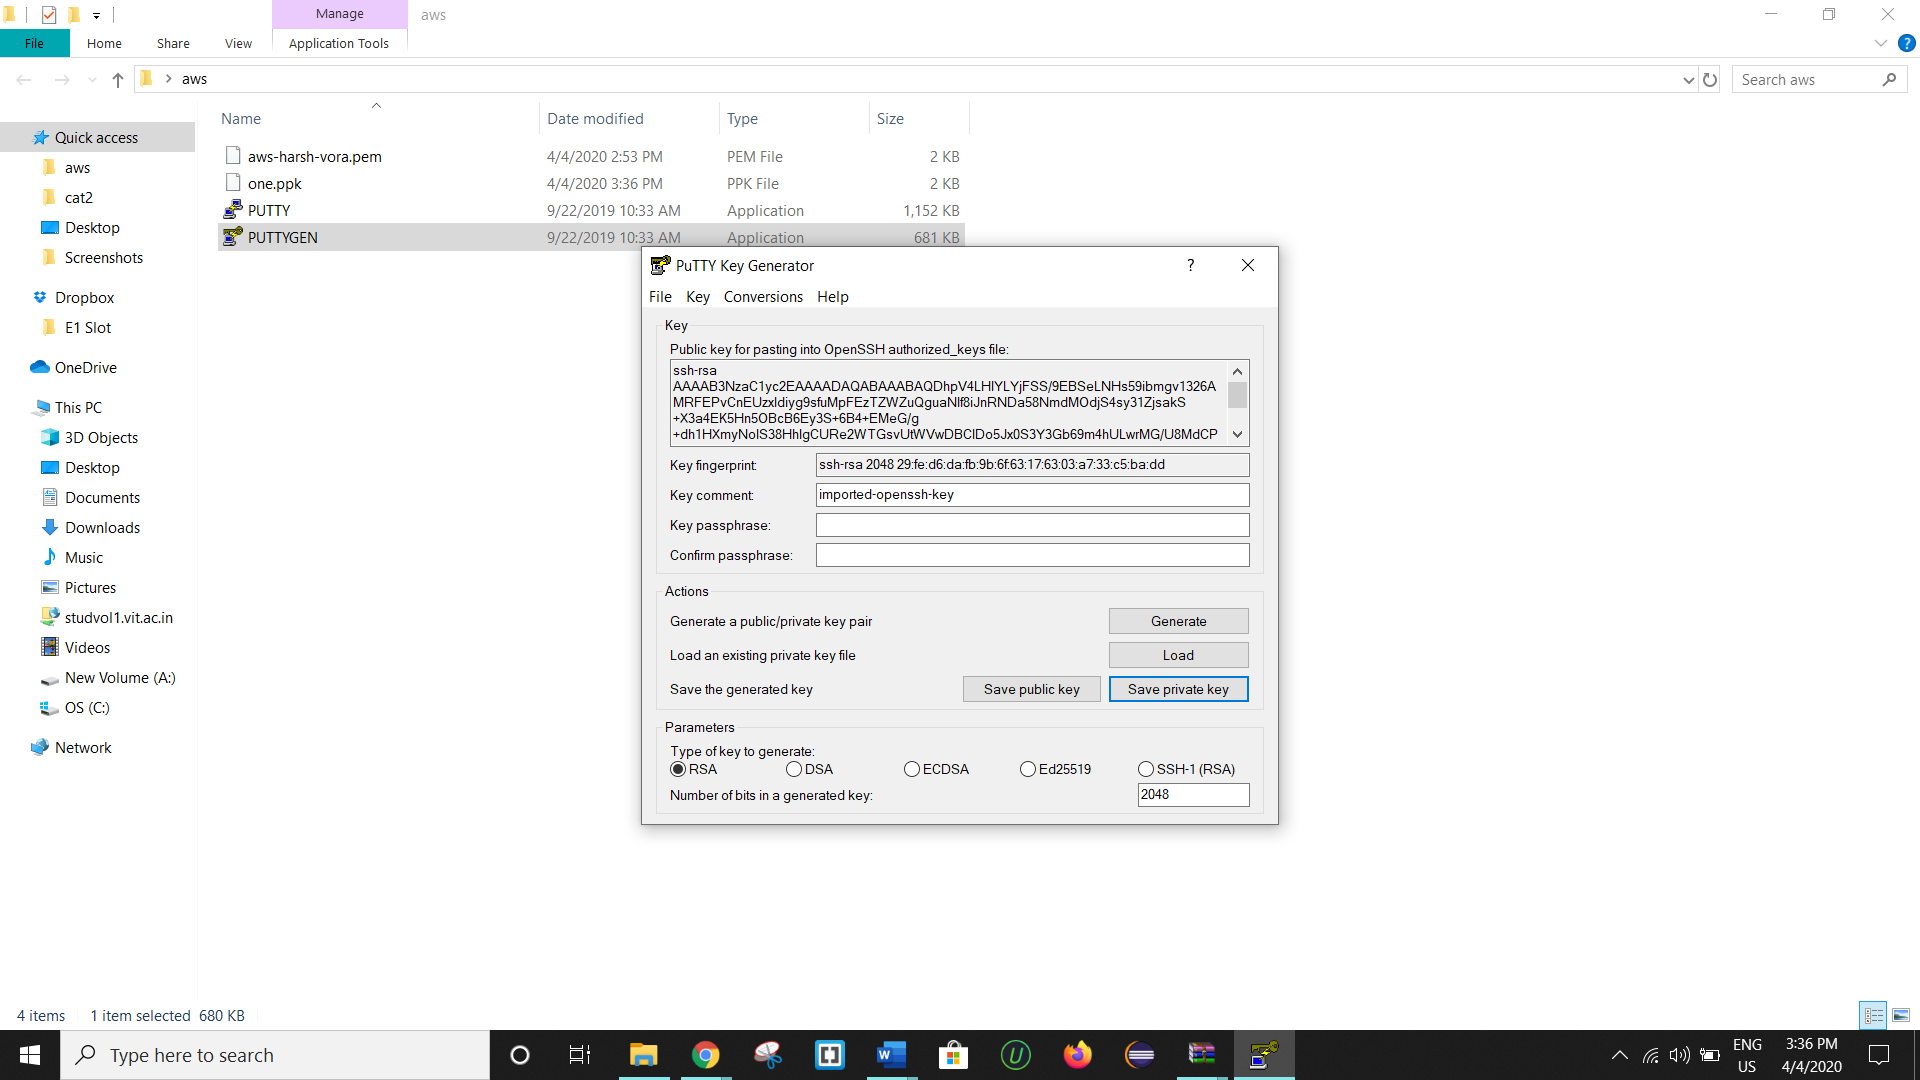 Manage
aws
File
Home
Share
View
Application Tools
aws
Search aws
Name
Date modified
Type
Size
Quick access
aws
cat2
Desktop
Screenshots
Dropbox
E1 Slot
OneDrive
This PC
3D Objects
Desktop
Documents
Downloads
Music
Pictures
studvol1.vit.ac.in
Videos
New Volume (A:)
OS (C:)
Network
aws-harsh-vora.pem 4/4/2020 2:53 PM PEM File 2 KB
one.ppk 4/4/2020 3:36 PM PPK File 2 KB
PUTTY 9/22/2019 10:33 AM Application 1,152 KB
PUTTYGEN 9/22/2019 10:33 AM Application 681 KB
PuTTY Key Generator
?
File Key Conversions Help
Key
Public key for pasting into OpenSSH authorized_keys file:
ssh-rsa
Key fingerprint: ssh-rsa 2048 29:fe:d6:da:fb:9b:6f:63:17:63:03:a7:33:c5:ba:dd
Key comment: imported-openssh-key
Key passphrase:
Confirm passphrase:
Actions
Generate a public/private key pair Generate
Load an existing private key file Load
Save the generated key Save public key Save private key
Parameters
Type of key to generate:
RSA DSA ECDSA Ed25519 SSH-1 (RSA)
Number of bits in a generated key: 2048
4 items 1 item selected 680 KB
Type here to search
ENG
US
3:36 PM
4/4/2020